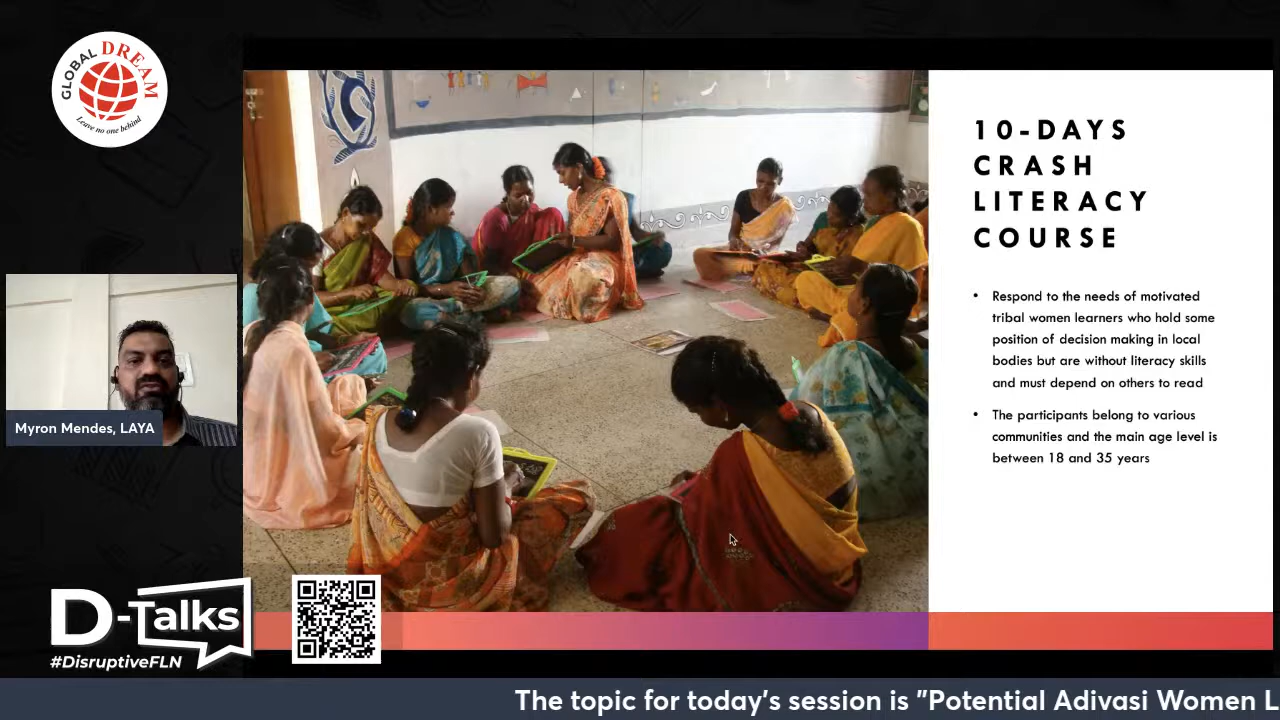 GLOBAL DREAM
Leave no one behind
10-DAYS
CRASH
LITERACY
COURSE
• Respond to the needs of motivated
tribal women learners who hold some
position of decision making in local
bodies but are without literacy skills
and must depend on others to read
• The participants belong to various
communities and the main age level is
between 18 and 35 years
Myron Mendes, LAYA
D-Talks
#DisruptiveFLN
The topic for today's session is "Potential Adivasi Women L